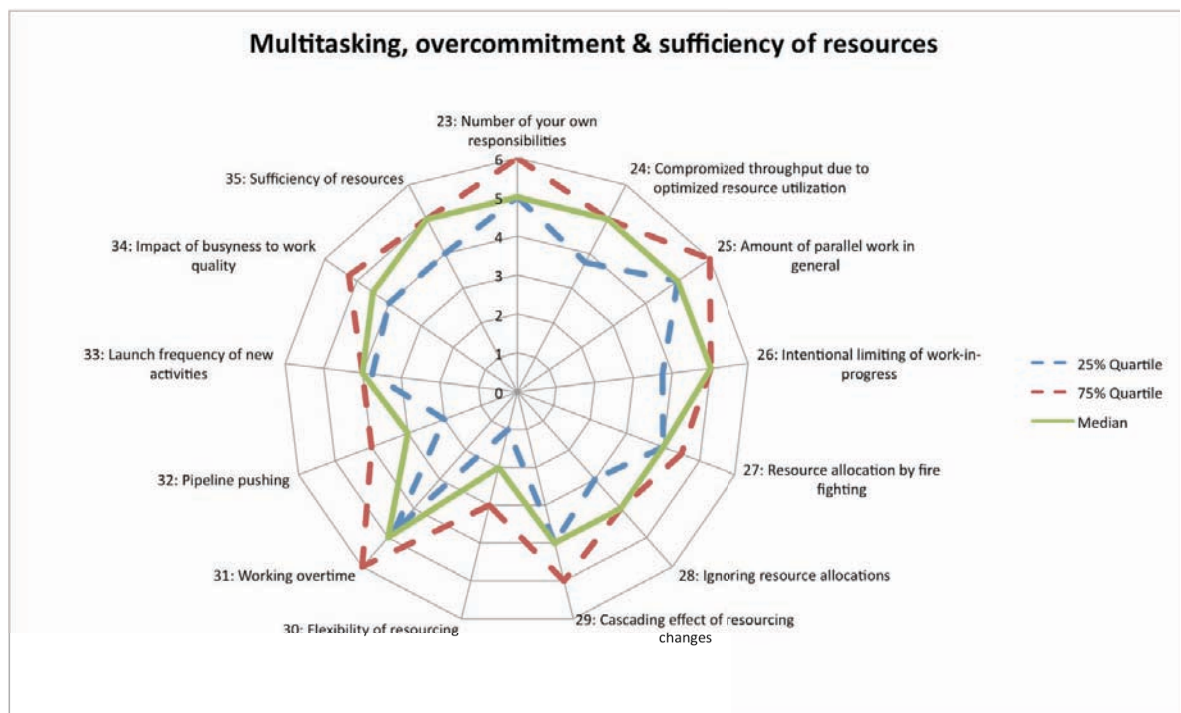 Multitasking, overcommitment & sufficiency of resources
23: Number of your own
responsibilities
24: Compromized throughput due to
optimized resource utilization
25: Amount of parallel work in
general
26: Intentional limiting of work-in-
progress
27: Resource allocation by fire
fighting
28: Ignoring resource allocations
29: Cascading effect of resourcing
changes
30: Flexibility of resourcing
31: Working overtime
32: Pipeline pushing
33: Launch frequency of new
activities
34: Impact of busyness to work
quality
35: Sufficiency of resources
6
5
4
3
2
1
0
25% Quartile
75% Quartile
Median